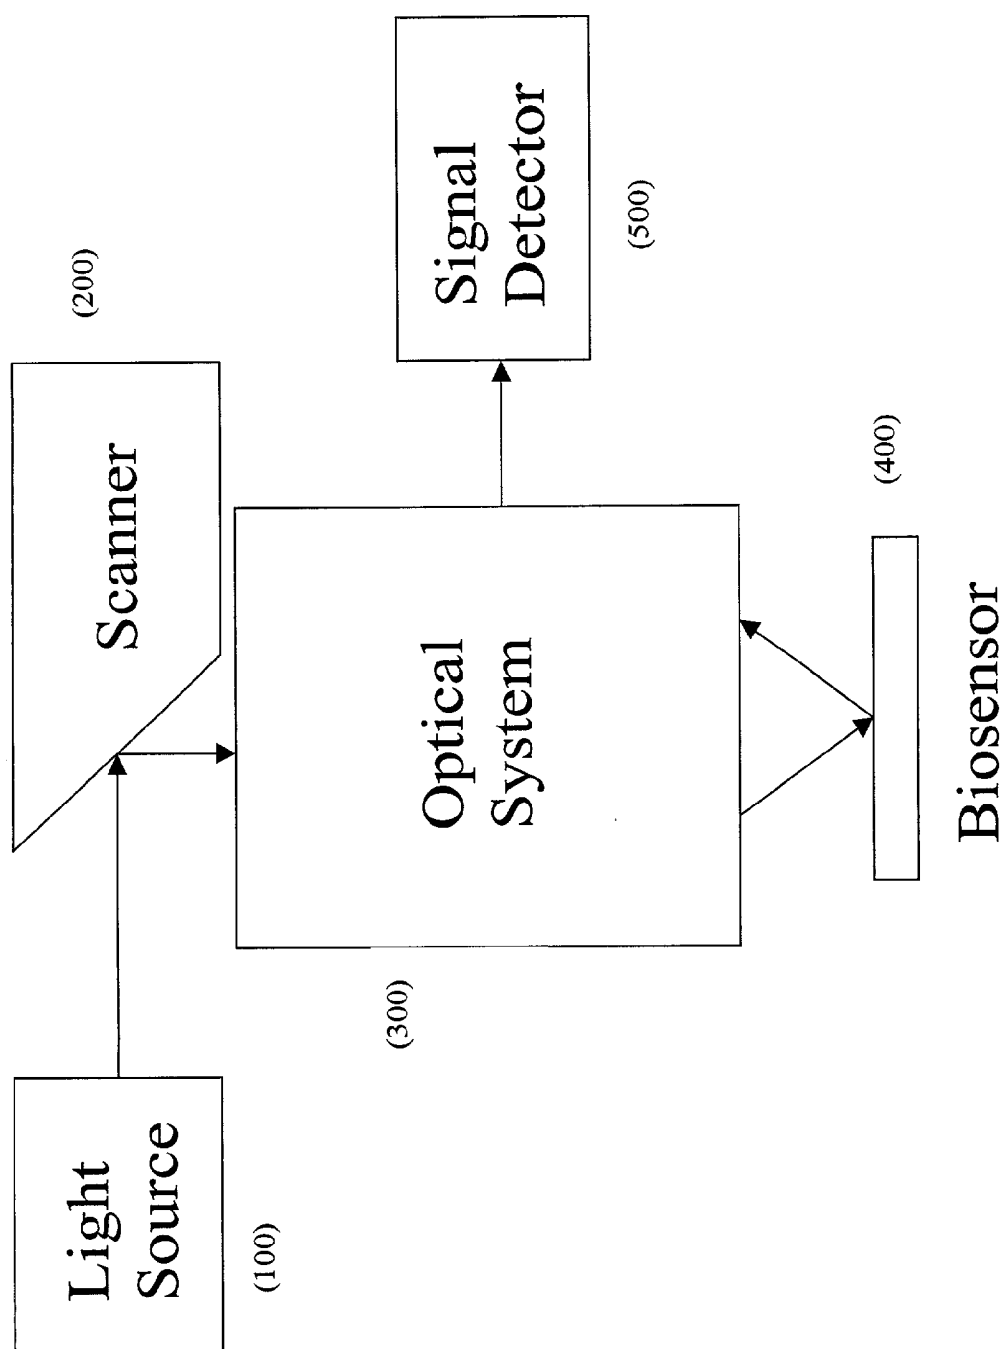 Light
Source
(100)
Scanner
(200)
Optical
System
(300)
Signal
Detector
(500)
(400)
Biosensor